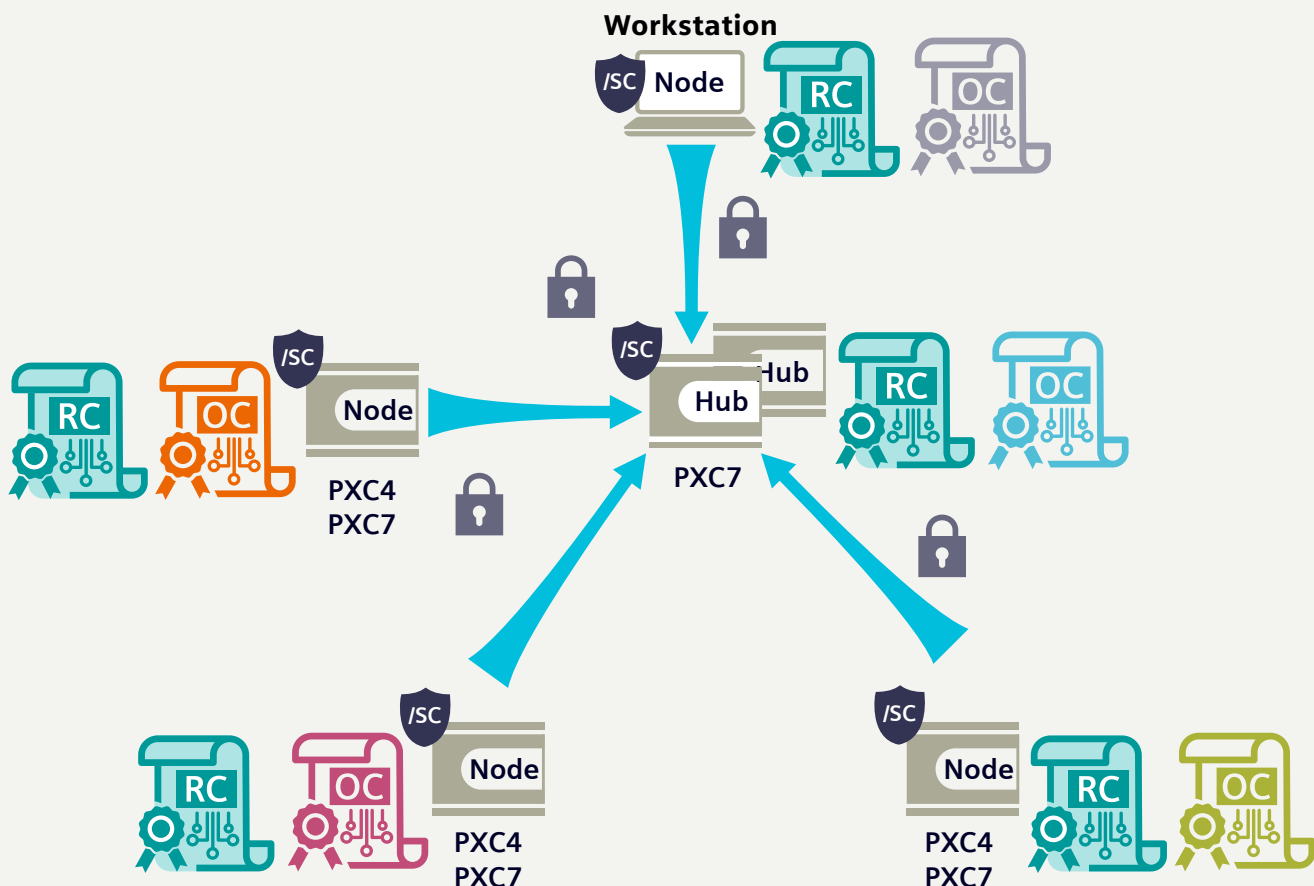 Workstation
/SC
Node
RC
OC
/SC
Hub
Hub
PXC7
RC
OC
RC
OC
/SC
Node
PXC4
PXC7
RC
OC
/SC
Node
PXC4
PXC7
/SC
Node
PXC4
PXC7
RC
OC